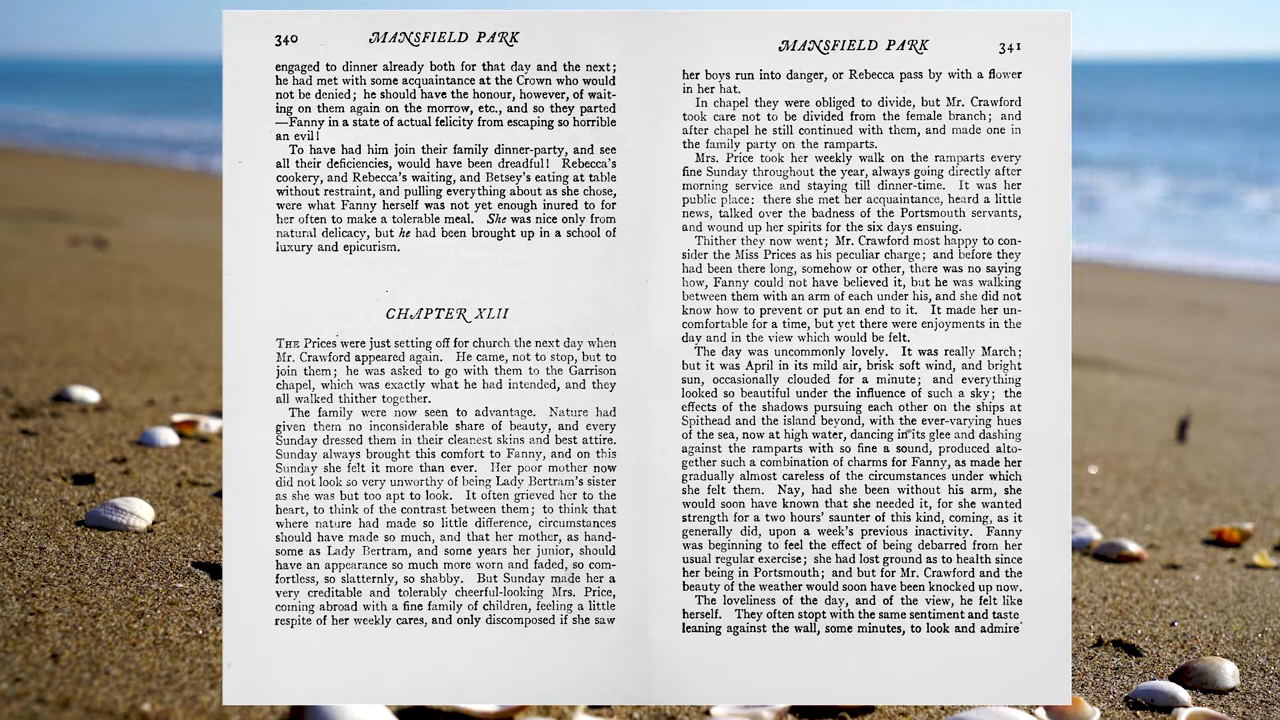 340
MANSFIELD PARK
engaged to dinner already both for that day and the next;
he had met with some acquaintance at the Crown who would
not be denied; he should have the honour, however, of wait-
ing on them again on the morrow, etc., and so they parted
—Fanny in a state of actual felicity from escaping so horrible
an evil!
To have had him join their family dinner-party, and see
all their deficiencies, would have been dreadful! Rebecca's
cookery, and Rebecca's waiting, and Betsey's eating at table
without restraint, and pulling everything about as she chose,
were what Fanny herself was not yet enough inured to for
her often to make a tolerable meal. She was nice only from
natural delicacy, but he had been brought up in a school of
luxury and epicurism.
CHAPTER XLII
THE Prices were just setting off for church the next day when
Mr. Crawford appeared again. He came, not to stop, but to
join them; he was asked to go with them to the Garrison
chapel, which was exactly what he had intended, and they
all walked thither together.
The family were now seen to advantage. Nature had
given them no inconsiderable share of beauty, and every
Sunday dressed them in their cleanest skins and best attire.
Sunday always brought this comfort to Fanny, and on this
Sunday she felt it more than ever. Her poor mother now
did not look so very unworthy of being Lady Bertram's sister
as she was but too apt to look. It often grieved her to the
heart, to think of the contrast between them; to think that
where nature had made so little difference, circumstances
should have made so much, and that her mother, as hand-
some as Lady Bertram, and some years her junior, should
have an appearance so much more worn and faded, so com-
fortless, so slatternly, so shabby. But Sunday made her a
very creditable and tolerably cheerful-looking Mrs. Price,
coming abroad with a fine family of children, feeling a little
respite of her weekly cares, and only discomposed if she saw
MANSFIELD PARK
341
her boys run into danger, or Rebecca pass by with a flower
in her hat.
In chapel they were obliged to divide, but Mr. Crawford
took care not to be divided from the female branch; and
after chapel he still continued with them, and made one in
the family party on the ramparts.
Mrs. Price took her weekly walk on the ramparts every
fine Sunday throughout the year, always going directly after
morning service and staying till dinner-time. It was her
public place: there she met her acquaintance, heard a little
news, talked over the badness of the Portsmouth servants,
and wound up her spirits for the six days ensuing.
Thither they now went; Mr. Crawford most happy to con-
sider the Miss Prices as his peculiar charge; and before they
had been there long, somehow or other, there was no saying
how, Fanny could not have believed it, but he was walking
between them with an arm of each under his, and she did not
know how to prevent or put an end to it. It made her un-
comfortable for a time, but yet there were enjoyments in the
day and in the view which would be felt.
The day was uncommonly lovely. It was really March;
but it was April in its mild air, brisk soft wind, and bright
sun, occasionally clouded for a minute; and everything
looked so beautiful under the influence of such a sky; the
effects of the shadows pursuing each other on the ships at
Spithead and the island beyond, with the ever-varying hues
of the sea, now at high water, dancing in its glee and dashing
against the ramparts with so fine a sound, produced alto-
gether such a combination of charms for Fanny, as made her
gradually almost careless of the circumstances under which
she felt them. Nay, had she been without his arm, she
would soon have known that she needed it, for she wanted
strength for a two hours' saunter of this kind, coming, as it
generally did, upon a week's previous inactivity. Fanny
was beginning to feel the effect of being debarred from her
usual regular exercise; she had lost ground as to health since
her being in Portsmouth; and but for Mr. Crawford and the
beauty of the weather would soon have been knocked up now.
The loveliness of the day, and of the view, he felt like
herself. They often stopt with the same sentiment and taste
leaning against the wall, some minutes, to look and admire